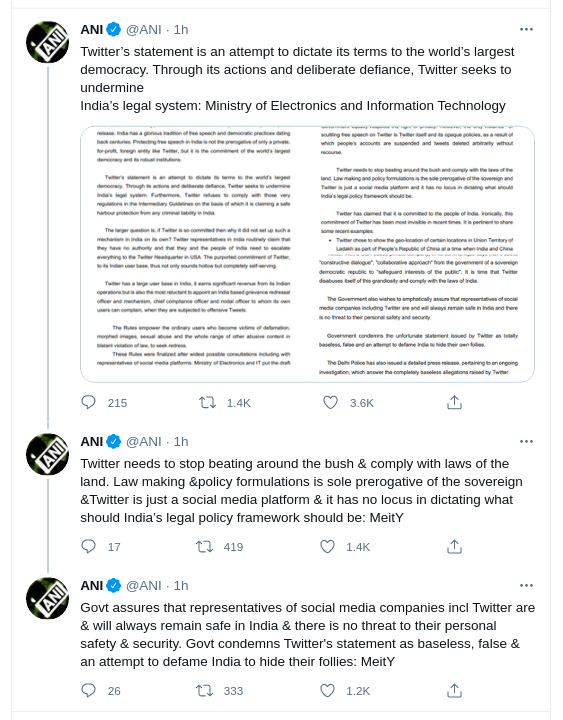 ANI @ANI · 1h
Twitter's statement is an attempt to dictate its terms to the world's largest
democracy. Through its actions and deliberate defiance, Twitter seeks to
undermine
India's legal system: Ministry of Electronics and Information Technology
release. India has a glorious tradition of free speech and democratic practices dating
back centuries. Protecting free speech in India is not the prerogative of only a private,
for-profit, foreign entity like Twitter, but it is the commitment of the world's largest
democracy and its robust institutions.
Twitter's statement is an attempt to dictate its terms to the world's largest
democracy. Through its actions and deliberate defiance, Twitter seeks to undermine
India's legal system. Furthermore, Twitter refuses to comply with those very
regulations in the Intermediary Guidelines on the basis of which it is claiming a safe
harbour protection from any criminal liability in India.
The larger question is, if Twitter is so committed then why it did not set up such a
mechanism in India on its own? Twitter representatives in India routinely claim that
they have no authority and that they and the people of India need to escalate
everything to the Twitter Headquarter in USA. The purported commitment of Twitter,
to its Indian user base, thus not only sounds hollow but completely self-serving.
Twitter has a large user base in India, it earns significant revenue from its Indian
operations but is also the most reluctant to appoint an India based grievance redressal
officer and mechanism, chief compliance officer and nodal officer to whom its own
users can complain, when they are subjected to offensive Tweets.
The Rules empower the ordinary users who become victims of defamation,
morphed images, sexual abuse and the whole range of other abusive content in
blatant violation of law, to seek redress.
These Rules were finalized after widest possible consultations including with
representatives of social media. Ministry of Electronics and IT put the draft
scuttling free speech on Twitter is Twitter itself and its opaque policies, as a result of
which people's accounts are suspended and tweets deleted arbitrarily without
recourse.
Twitter needs to stop beating around the bush and comply with the laws of the
land. Law making and policy formulations is the sole prerogative of the sovereign and
Twitter is just a social media platform and it has no locus in dictating what should
India's legal policy framework should be.
Twitter has claimed that it is committed to the people of India. Ironically, this
commitment of Twitter has been most invisible in recent times. It is pertinent to share
some recent examples:
• Twitter chose to show the geo-location of certain locations in Union Territory of
Ladakh as part of People's Republic of China at a time when India and China
"constructive dialogue", "collaborative approach" from the government of a sovereign
democratic republic to "safeguard interests of the public". It is time that Twitter
disabuses itself of this grandiosity and comply with the laws of India.
The Government also wishes to emphatically assure that representatives of social
media companies including Twitter are and will always remain safe in India and there
is no threat to their personal safety and security.
Government condemns the unfortunate statement issued by Twitter as totally
baseless, false and an attempt to defame India to hide their own follies.
The Delhi Police has also issued a detailed press release, pertaining to an ongoing
investigation, which answer the completely baseless allegations raised by Twitter.
215 1.4K 3.6K
ANI @ANI · 1h
Twitter needs to stop beating around the bush & comply with laws of the
land. Law making &policy formulations is sole prerogative of the sovereign
&Twitter is just a social media platform & it has no locus in dictating what
should India's legal policy framework should be: MeitY
17 419 1.4K
ANI @ANI · 1h
Govt assures that representatives of social media companies incl Twitter are
& will always remain safe in India & there is no threat to their personal
safety & security. Govt condemns Twitter's statement as baseless, false &
an attempt to defame India to hide their follies: MeitY
26 333 1.2K